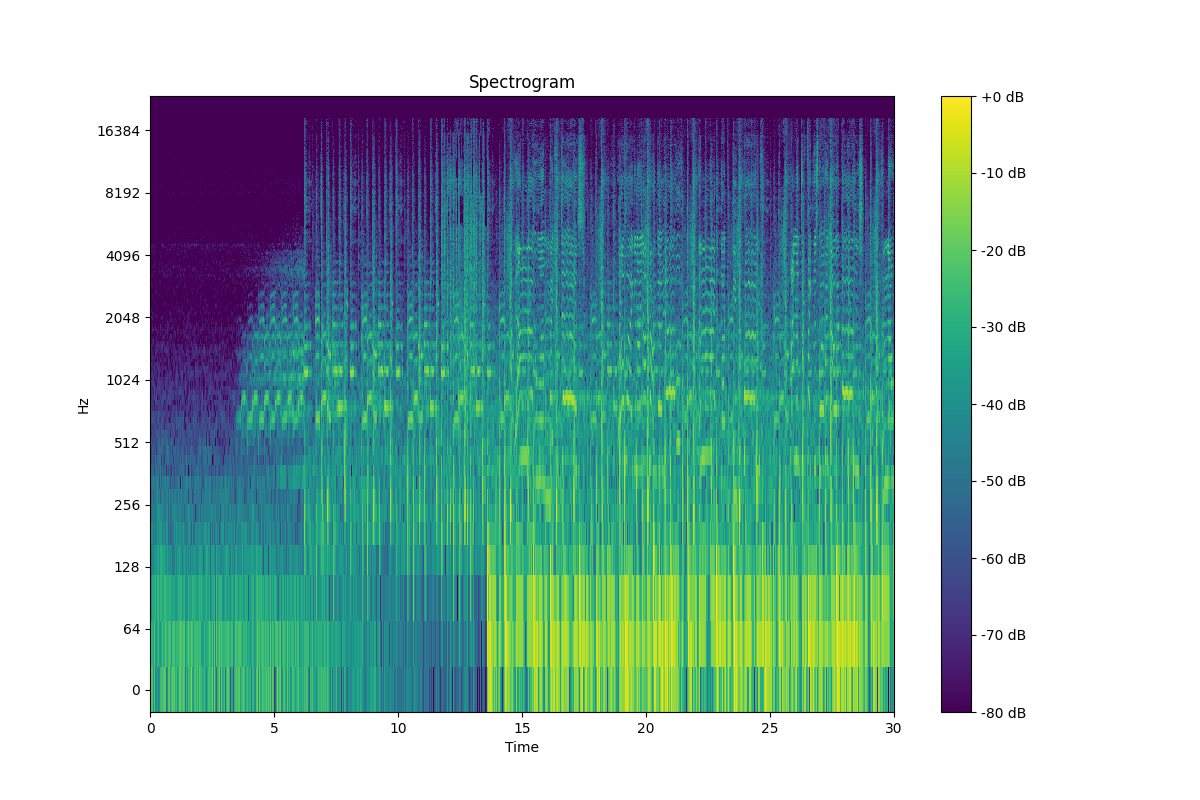 Spectrogram
Hz
16384
8192
4096
2048
1024
512
256
128
64
0
0 5 10 15 20 25 30
Time
+0 dB
-10 dB
-20 dB
-30 dB
-40 dB
-50 dB
-60 dB
-70 dB
-80 dB